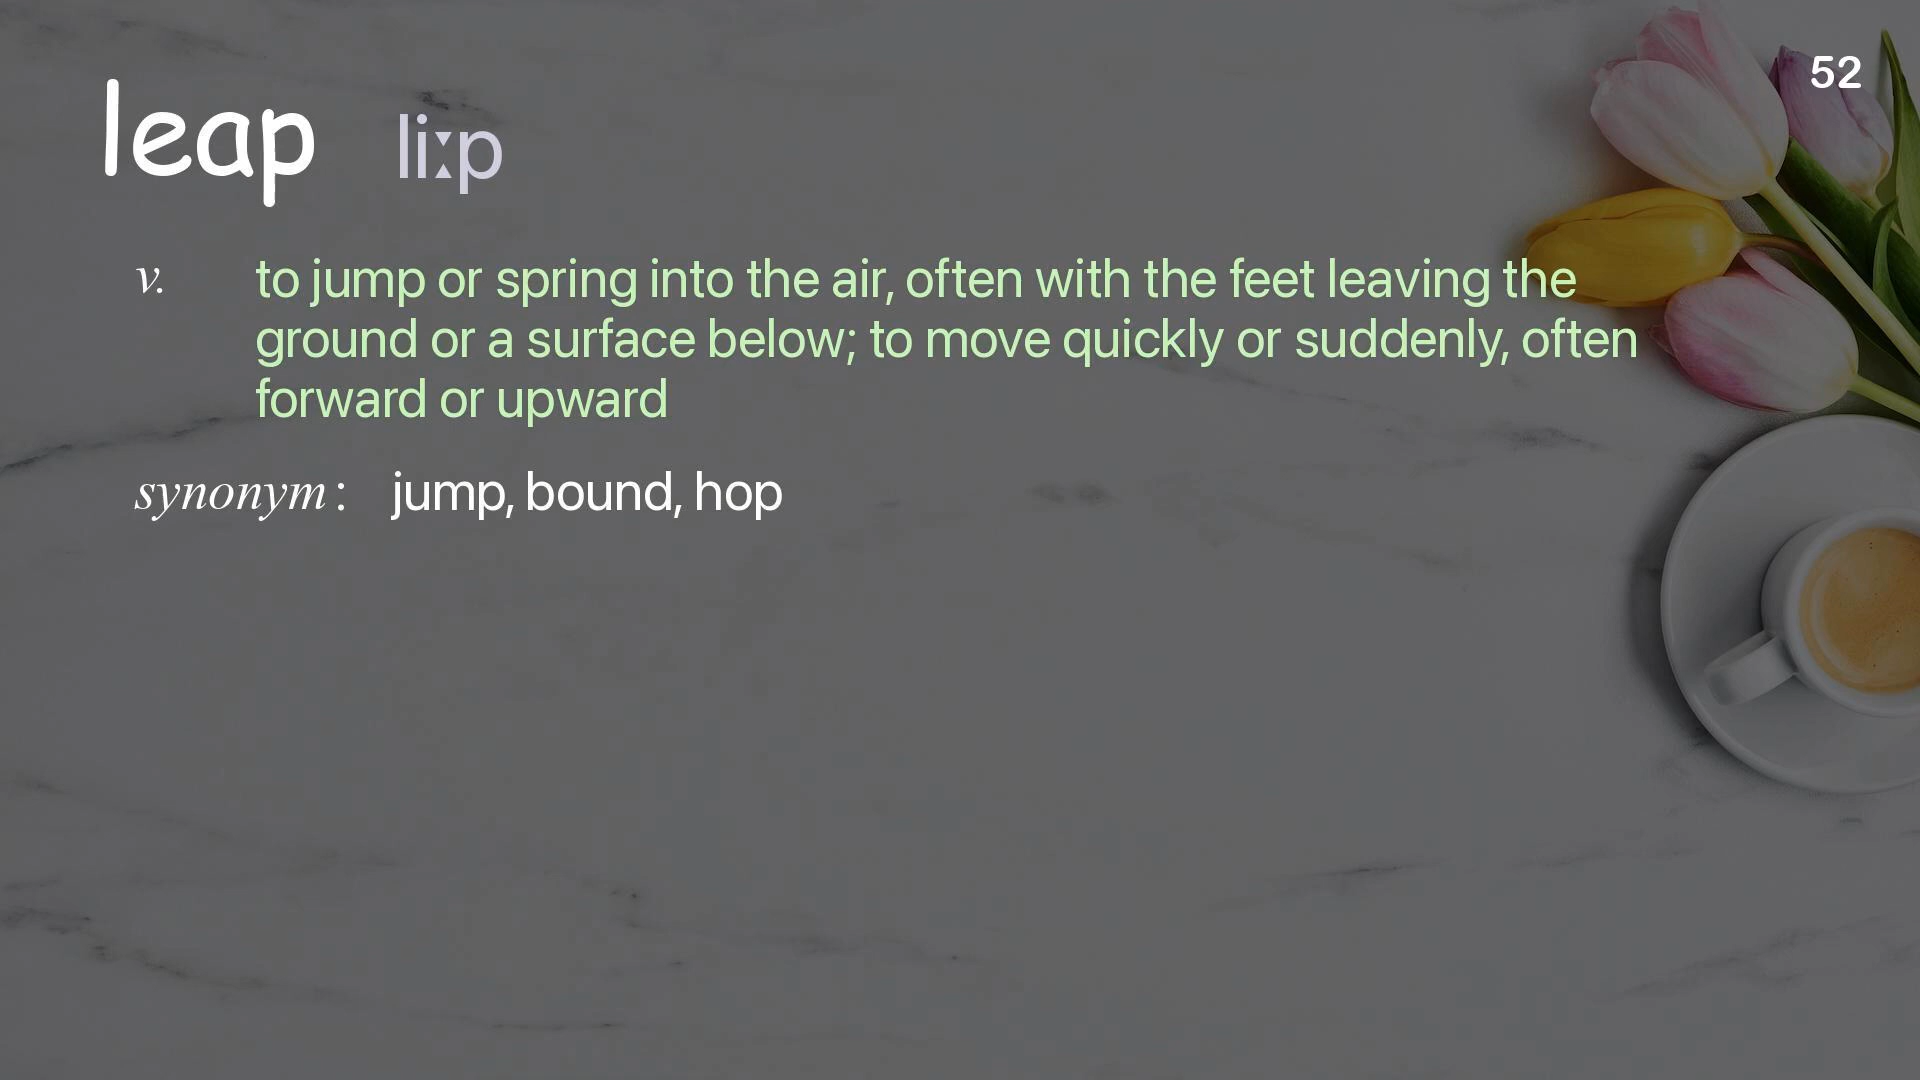 52
leap liːp
v. to jump or spring into the air, often with the feet leaving the
ground or a surface below; to move quickly or suddenly, often
forward or upward
synonym: jump, bound, hop